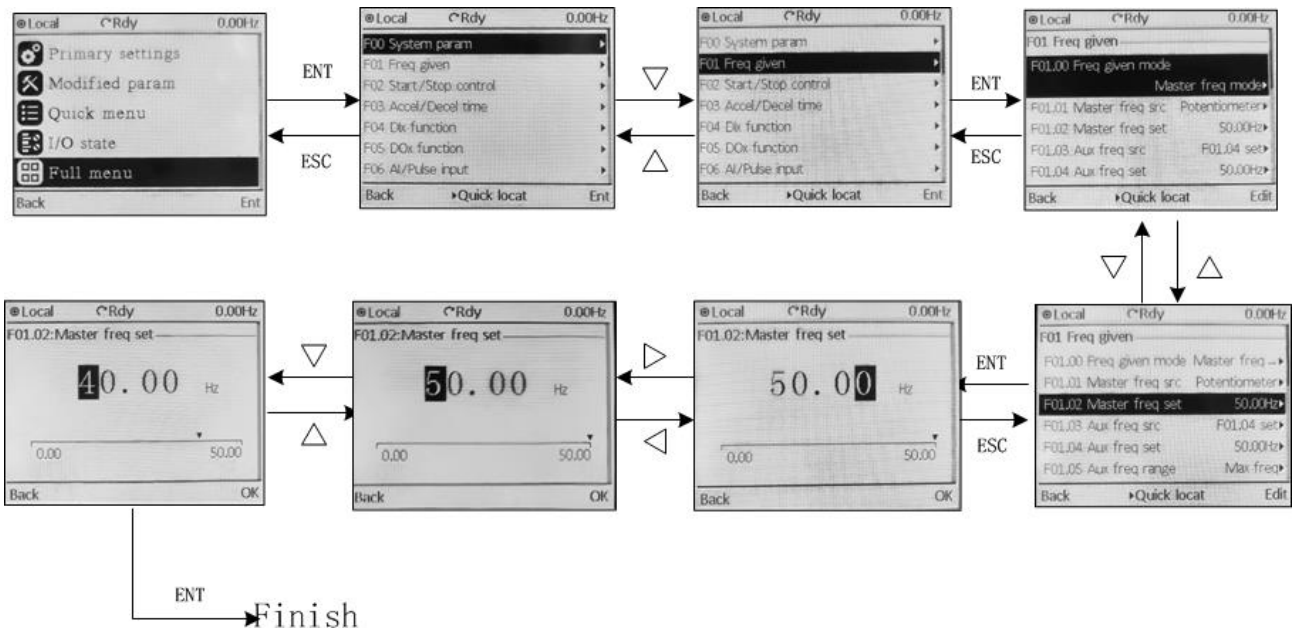 Local Rdy 0.00Hz
Primary settings
Modified param
Quick menu
I/O state
Full menu
Back Ent
ENT
ESC
Local Rdy 0.00Hz
F00 System param
F01 Freq given
F02 Start/Stop control
F03 Accel/Decel time
F04 DIx function
F05 DOx function
F06 AI/Pulse input
Back Quick locat Ent
Local Rdy 0.00Hz
F00 System param
F01 Freq given
F02 Start/Stop control
F03 Accel/Decel time
F04 DIx function
F05 DOx function
F06 AI/Pulse input
Back Quick locat Ent
ENT
ESC
Local Rdy 0.00Hz
F01 Freq given
F01.00 Freq given mode
Master freq mode
F01.01 Master freq src Potentiometer
F01.02 Master freq set 50.00Hz
F01.03 Aux freq src F01.04 set
F01.04 Aux freq set 50.00Hz
Back Quick locat Edit
Local Rdy 0.00Hz
F01.02:Master freq set
40.00 Hz
0.00 50.00
Back OK
Local Rdy 0.00Hz
F01.02:Master freq set
50.00 Hz
0.00 50.00
Back OK
Local Rdy 0.00Hz
F01.02:Master freq set
50.00 Hz
0.00 50.00
Back OK
ENT
ESC
Local Rdy 0.00Hz
F01 Freq given
F01.00 Freq given mode Master freq ...
F01.01 Master freq src Potentiometer
F01.02 Master freq set 50.00Hz
F01.03 Aux freq src F01.04 set
F01.04 Aux freq set 50.00Hz
F01.05 Aux freq range Max freq
Back Quick locat Edit
ENT
Finish